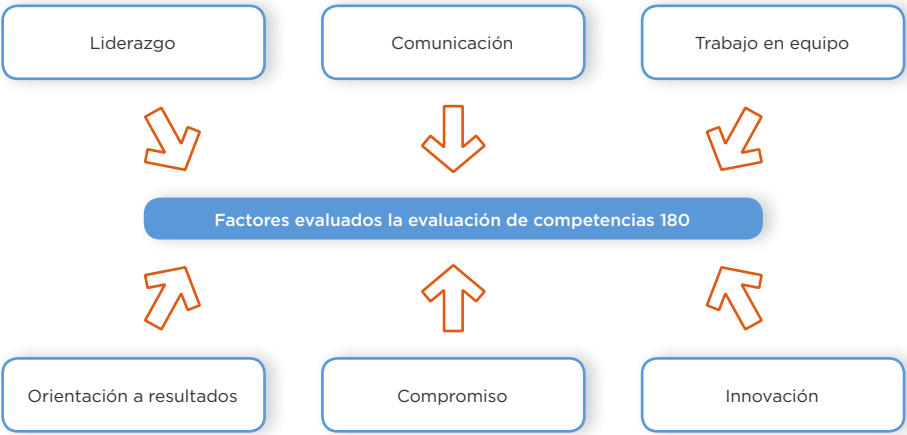 Liderazgo
Comunicación
Trabajo en equipo
Factores evaluados la evaluación de competencias 180
Orientación a resultados
Compromiso
Innovación